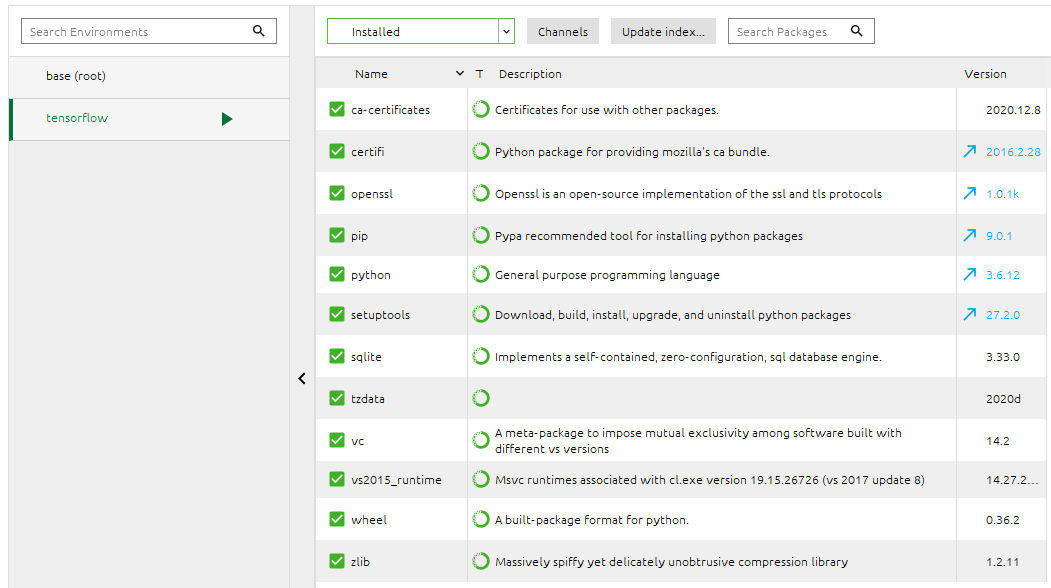 Search Environments
base (root)
tensorflow
Installed Channels Update index... Search Packages
Name T Description Version
ca-certificates Certificates for use with other packages. 2020.12.8
certifi Python package for providing mozilla's ca bundle. 2016.2.28
openssl Openssl is an open-source implementation of the ssl and tls protocols 1.0.1k
pip Pypa recommended tool for installing python packages 9.0.1
python General purpose programming language 3.6.12
setuptools Download, build, install, upgrade, and uninstall python packages 27.2.0
sqlite Implements a self-contained, zero-configuration, sql database engine. 3.33.0
tzdata 2020d
vc A meta-package to impose mutual exclusivity among software built with
different vs versions 14.2
vs2015_runtime Msvc runtimes associated with cl.exe version 19.15.26726 (vs 2017 update 8) 14.27.2...
wheel A built-package format for python. 0.36.2
zlib Massively spiffy yet delicately unobtrusive compression library 1.2.11